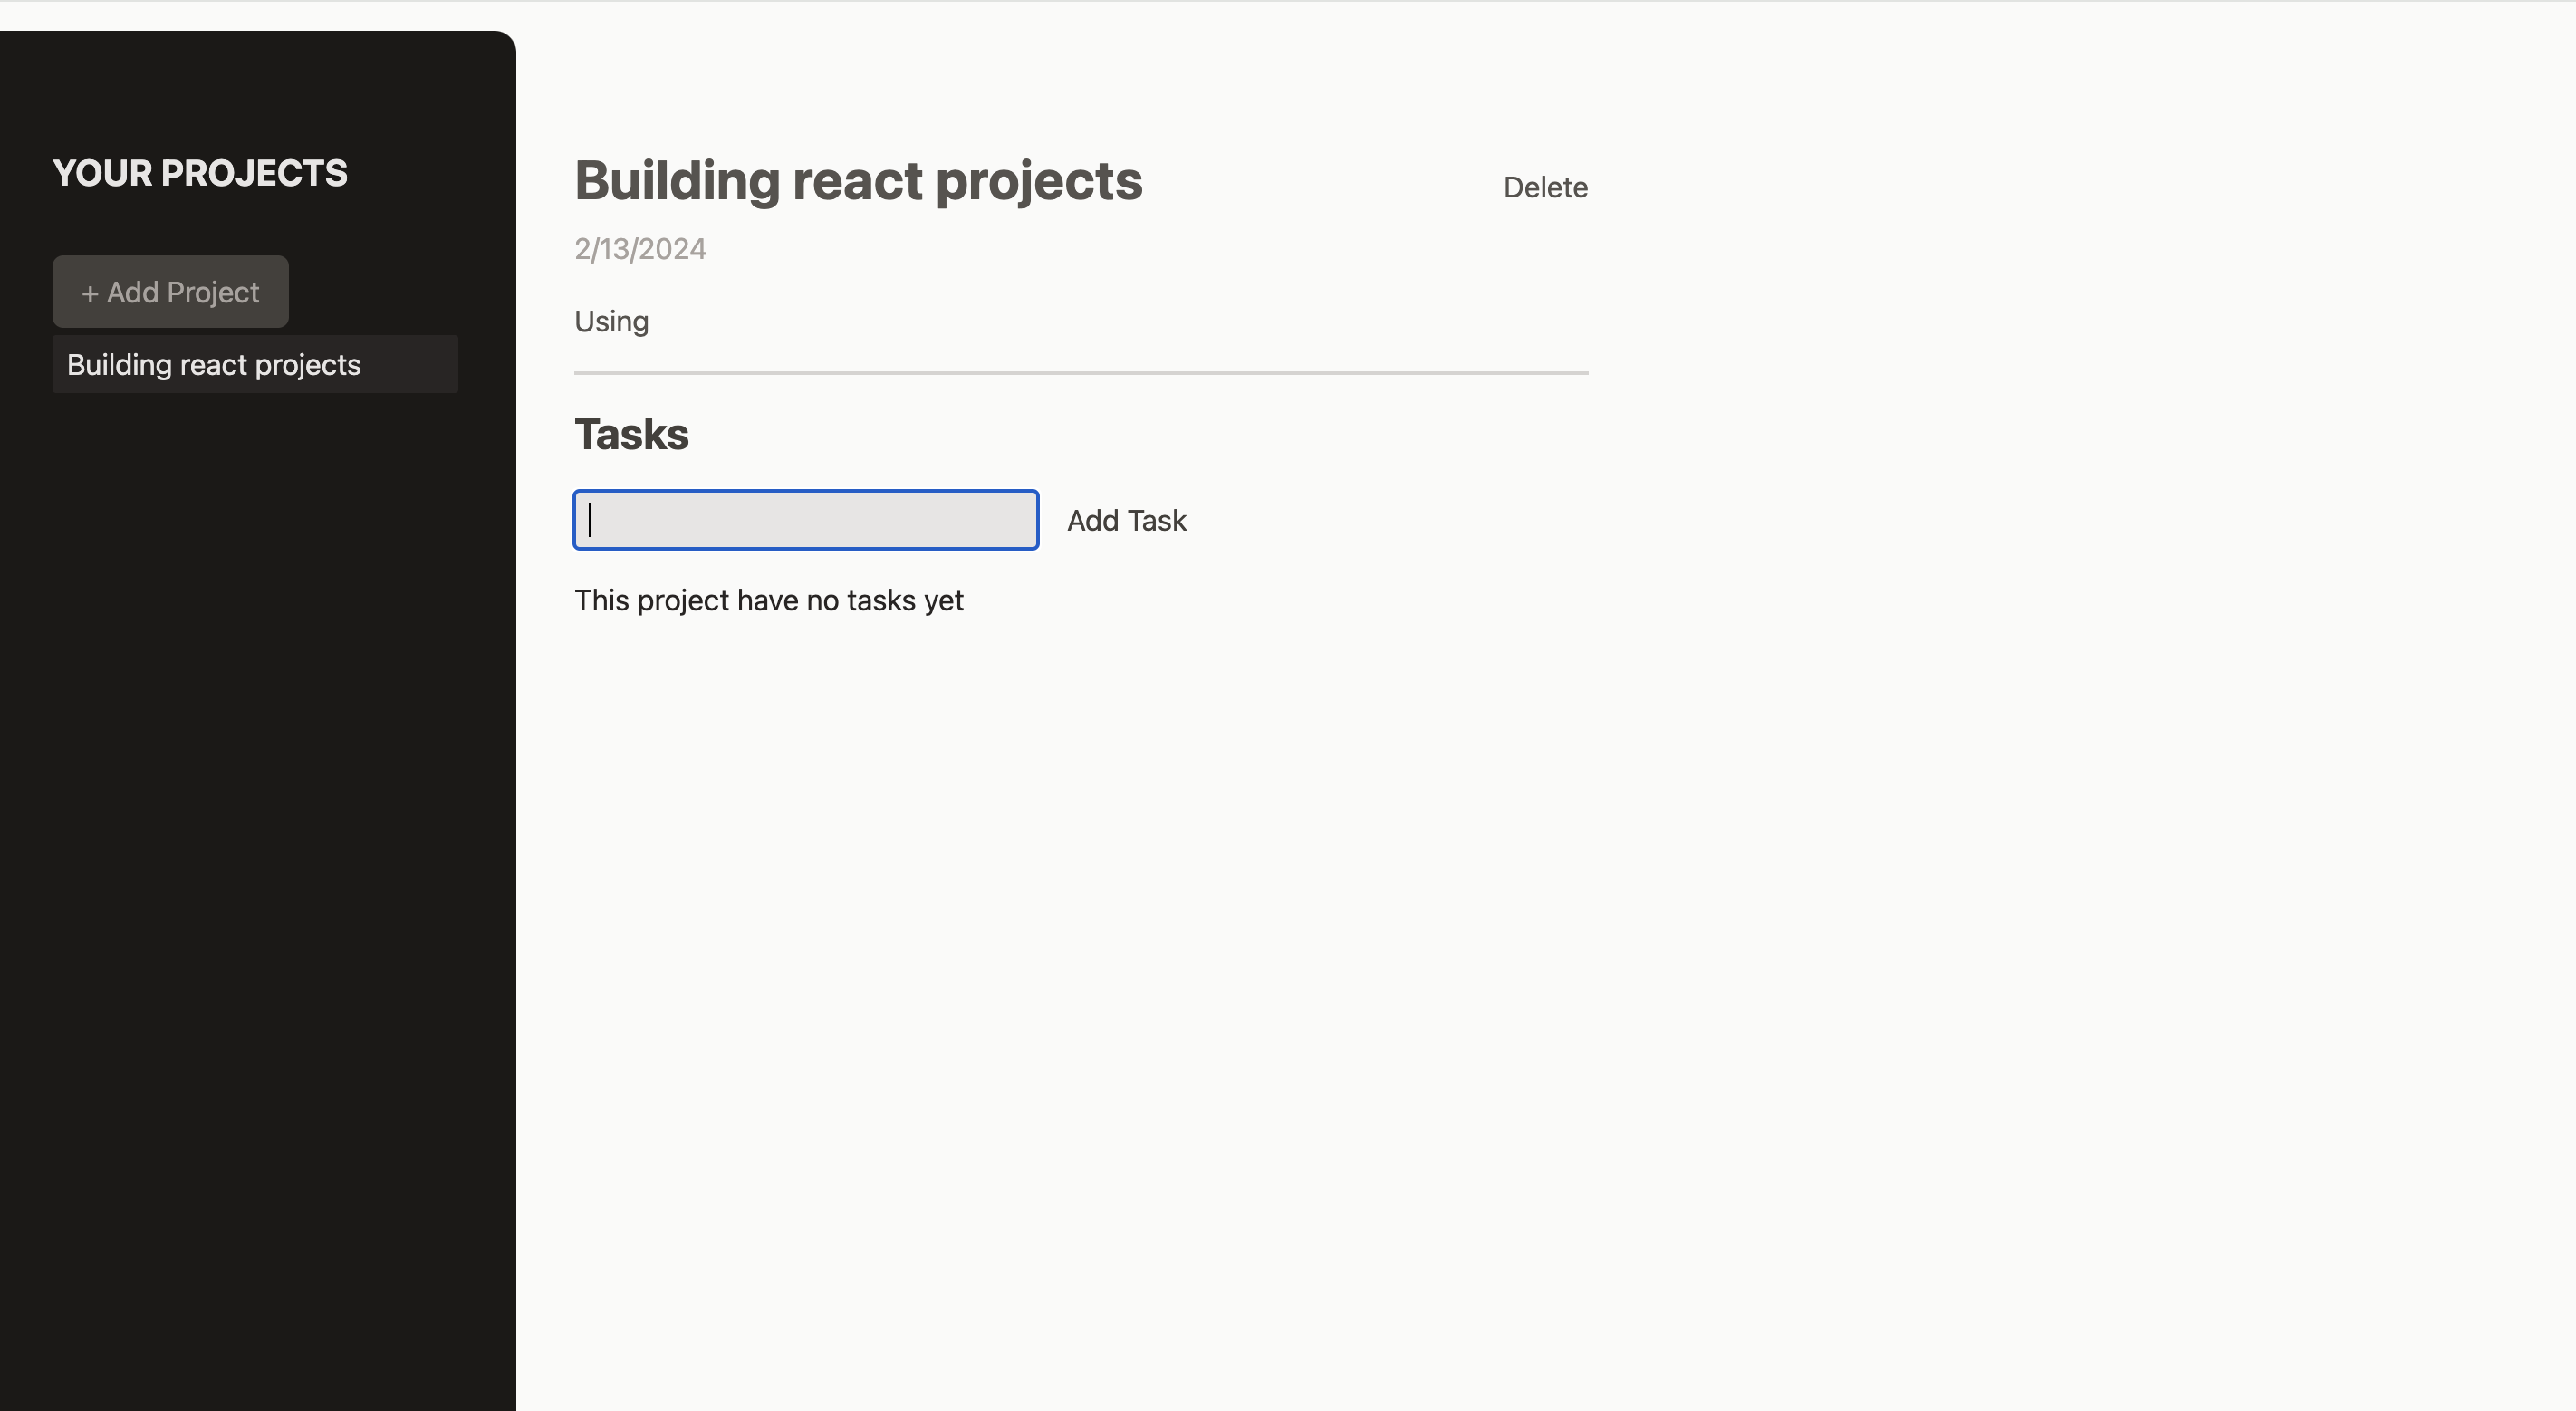 YOUR PROJECTS
+ Add Project
Building react projects
Building react projects
Delete
2/13/2024
Using
Tasks
Add Task
This project have no tasks yet